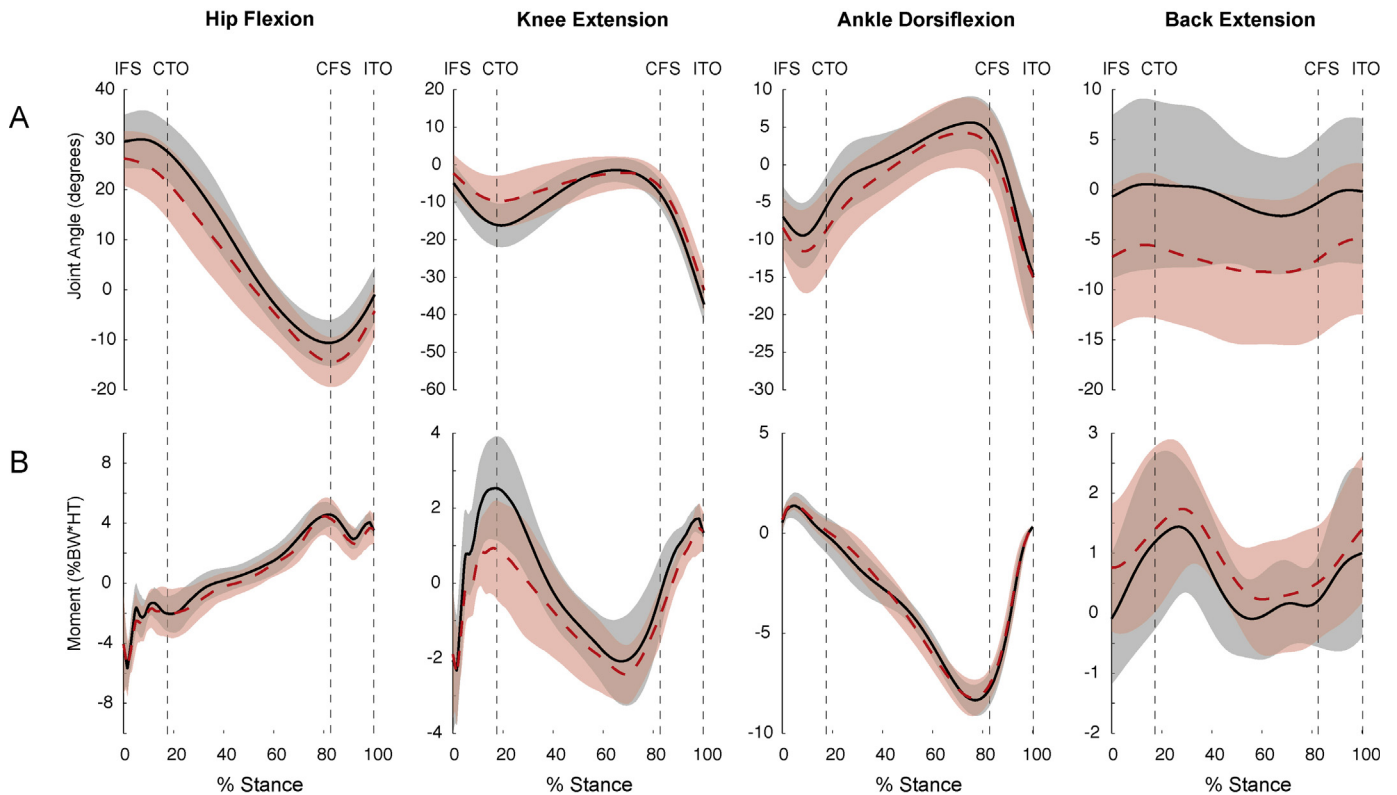 Hip Flexion Knee Extension Ankle Dorsiflexion Back Extension
IFS CTO CFS ITO IFS CTO CFS ITO IFS CTO CFS ITO IFS CTO CFS ITO
A
Joint Angle (degrees)
40 30 20 10 0 -10 -20
20 10 0 -10 -20 -30 -40 -50 -60
10 5 0 -5 -10 -15 -20 -25 -30
10 5 0 -5 -10 -15 -20
B
Moment (%BW*HT)
8 4 0 -4 -8
4 2 0 -2 -4
5 0 -5 -10
3 2 1 0 -1 -2
0 20 40 60 80 100 0 20 40 60 80 100 0 20 40 60 80 100 0 20 40 60 80 100
% Stance % Stance % Stance % Stance